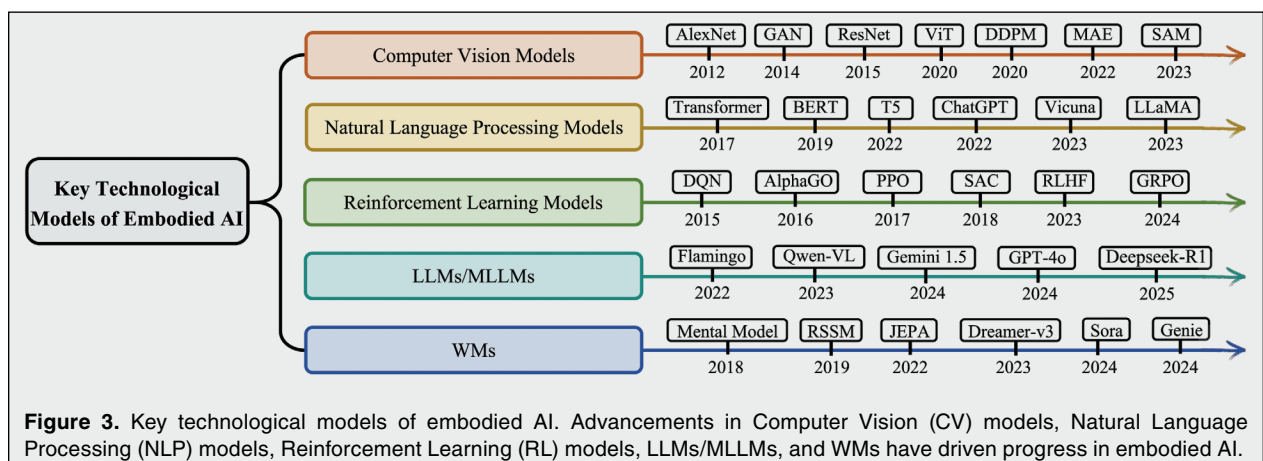 Computer Vision Models
AlexNet GAN ResNet ViT DDPM MAE SAM
2012 2014 2015 2020 2020 2022 2023
Natural Language Processing Models
Transformer BERT T5 ChatGPT Vicuna LLaMA
2017 2019 2022 2022 2023 2023
Key Technological
Models of Embodied AI
Reinforcement Learning Models
DQN AlphaGO PPO SAC RLHF GRPO
2015 2016 2017 2018 2023 2024
LLMs/MLLMs
Flamingo Qwen-VL Gemini 1.5 GPT-4o Deepseek-R1
2022 2023 2024 2024 2025
WMs
Mental Model RSSM JEPA Dreamer-v3 Sora Genie
2018 2019 2022 2023 2024 2024
Figure 3. Key technological models of embodied AI. Advancements in Computer Vision (CV) models, Natural Language
Processing (NLP) models, Reinforcement Learning (RL) models, LLMs/MLLMs, and WMs have driven progress in embodied AI.